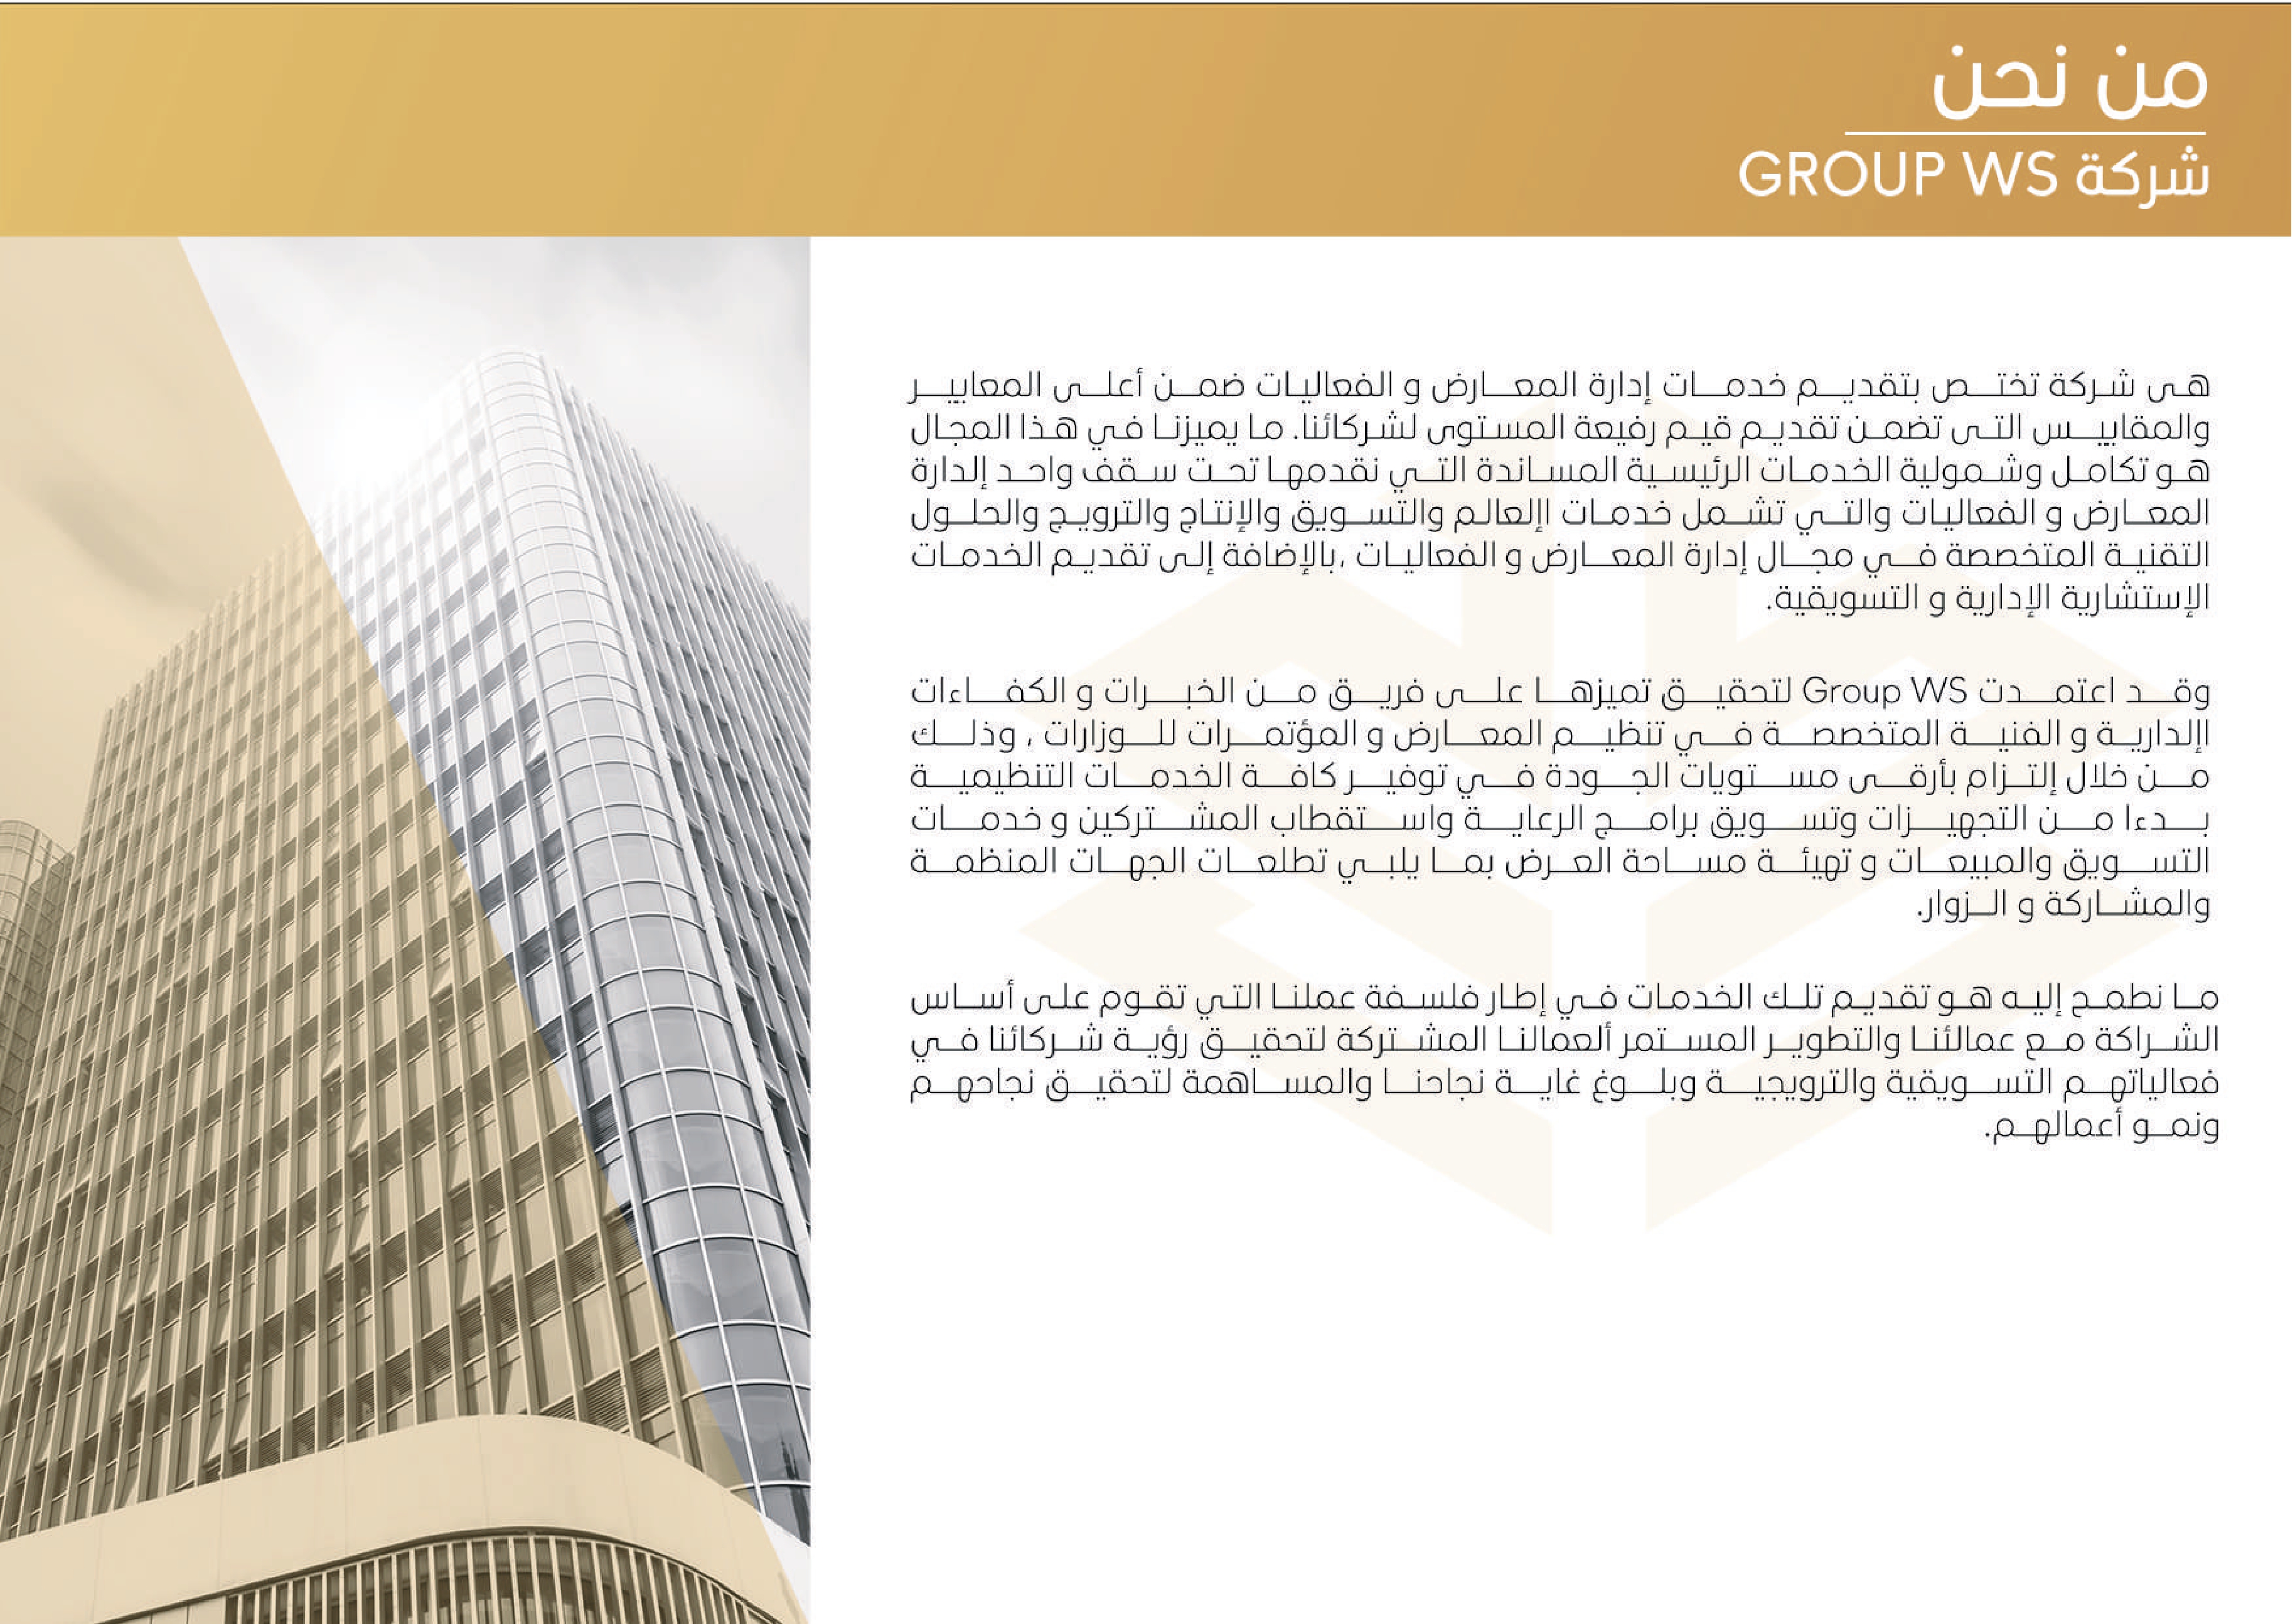 من نحن
شركة GROUP WS
هى شركة تختص بتقديم خدمات إدارة المعارض و الفعاليات ضمن أعلى المعايير
والمقاييس التى تضمن تقديم قيم رفيعة المستوى لشركائنا. ما يميزنا في هذا المجال
هو تكامل وشمولية الخدمات الرئيسية المساندة التي نقدمها تحت سقف واحد إلدارة
المعارض و الفعاليات والتي تشمل خدمات اإلعالم والتسويق والإنتاج والترويج والحلول
التقنية المتخصصة في مجال إدارة المعارض و الفعاليات ،بالإضافة إلى تقديم الخدمات
الإستشارية الإدارية و التسويقية.
وقد اعتمدت Group WS لتحقيق تميزها على فريق من الخبرات و الكفاءات
اإلدارية و الفنية المتخصصة في تنظيم المعارض و المؤتمرات للوزارات ، وذلك
من خلال إلتزام بأرقى مستويات الجودة في توفير كافة الخدمات التنظيمية
بدءا من التجهيزات وتسويق برامج الرعاية واستقطاب المشتركين و خدمات
التسويق والمبيعات و تهيئة مساحة العرض بما يلبي تطلعات الجهات المنظمة
والمشاركة و الزوار.
ما نطمح إليه هو تقديم تلك الخدمات في إطار فلسفة عملنا التي تقوم على أساس
الشراكة مع عمالئنا والتطوير المستمر ألعمالنا المشتركة لتحقيق رؤية شركائنا في
فعالياتهم التسويقية والترويجية وبلوغ غاية نجاحنا والمساهمة لتحقيق نجاحهم
ونمو أعمالهم.